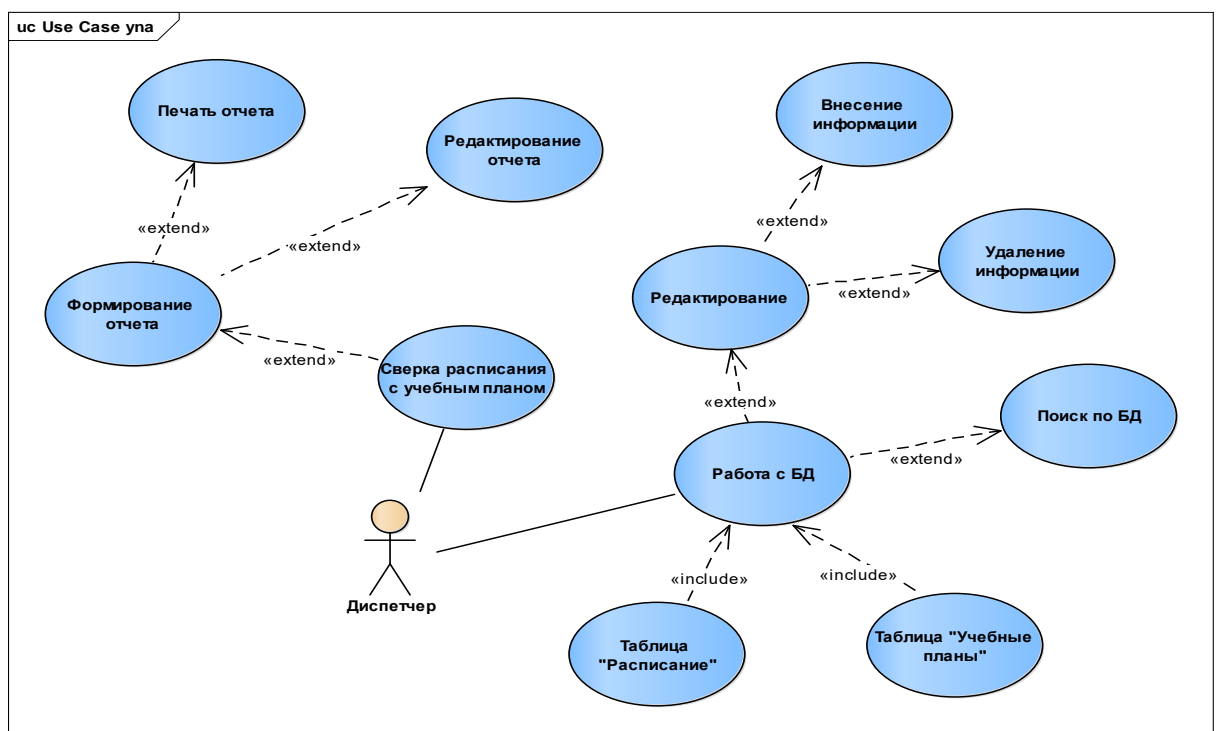 uc Use Case yna
Печать отчета
Редактирование
отчета
Внесение
информации
«extend»
«extend»
«extend»
Удаление
информации
Редактирование
«extend»
Формирование
отчета
«extend»
Сверка расписания
с учебным планом
«extend»
Поиск по БД
Работа с БД
«extend»
Диспетчер
«include»
«include»
Таблица
"Расписание"
Таблица "Учебные
планы"